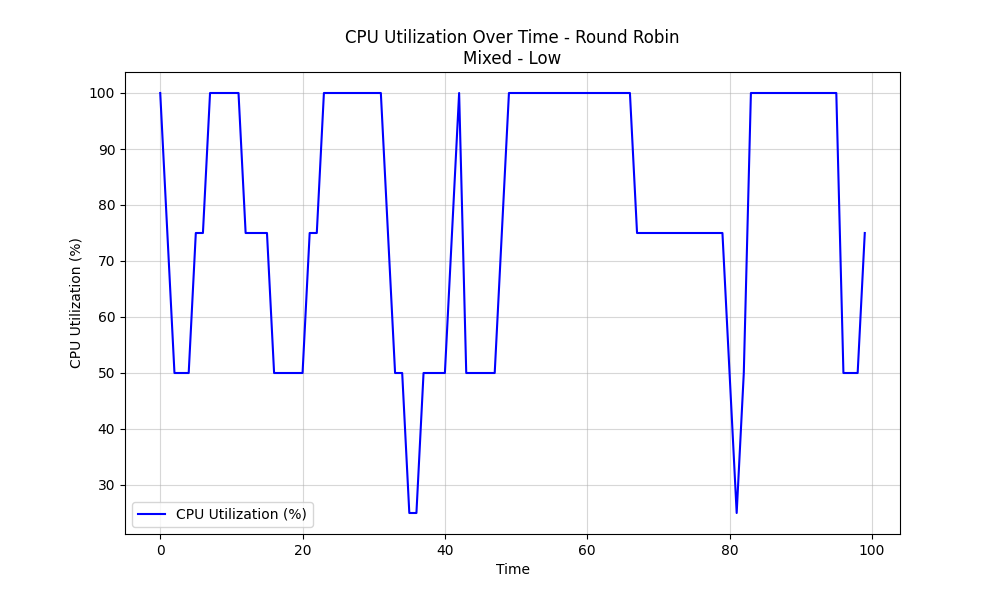 CPU Utilization Over Time - Round Robin
Mixed - Low
CPU Utilization (%)
100
90
80
70
60
50
40
30
CPU Utilization (%)
0 20 40 60 80 100
Time